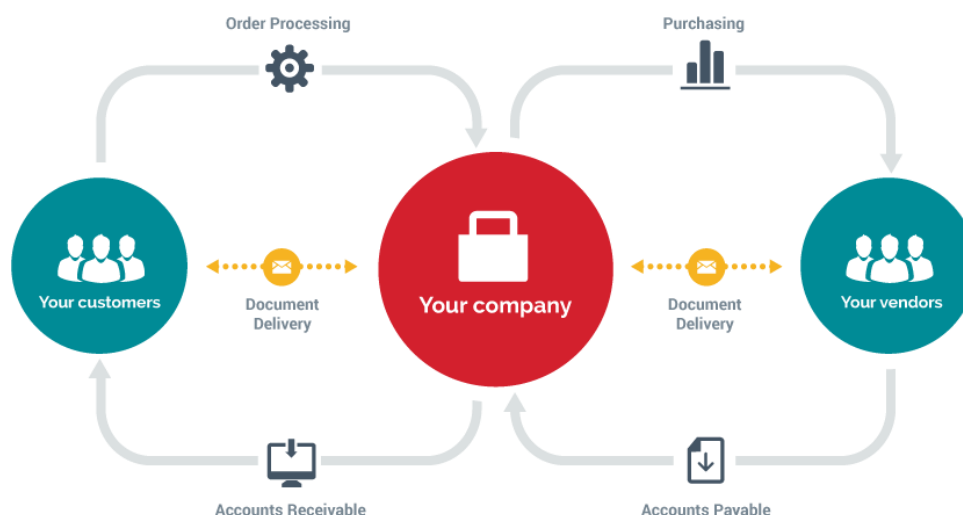 Order Processing
Purchasing
Your customers
Document
Delivery
Your company
Document
Delivery
Your vendors
Accounts Receivable
Accounts Payable